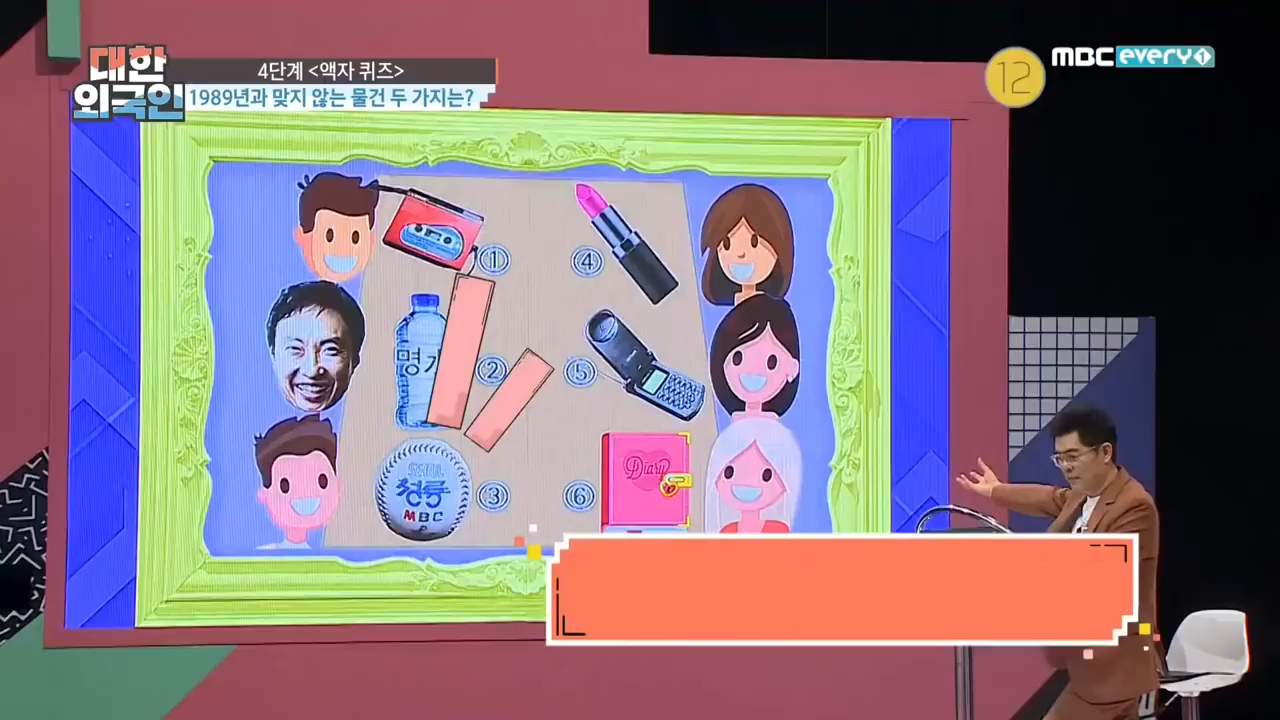 대한
외국인
4단계 <액자 퀴즈>
1989년과 맞지 않는 물건 두 가지는?
12
MBC every1
①
④
②
⑤
③
⑥
SEOUL
청룡
MBC
Diary